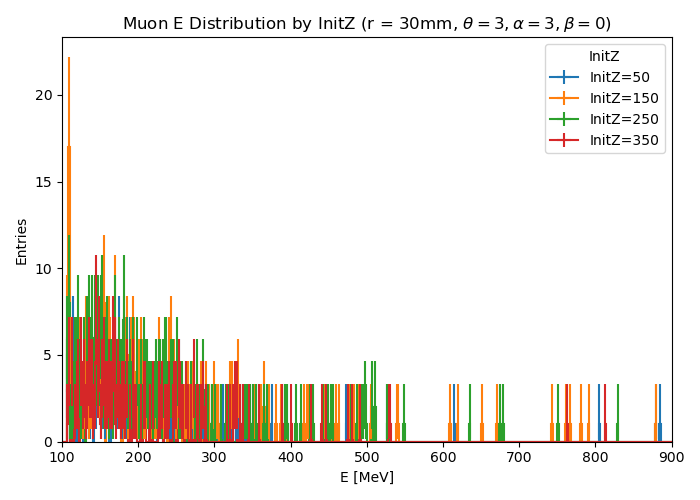 Muon E Distribution by InitZ (r = 30mm, θ = 3, α = 3, β = 0)
InitZ
InitZ=50
InitZ=150
InitZ=250
InitZ=350
Entries
20
15
10
5
0
100 200 300 400 500 600 700 800 900
E [MeV]